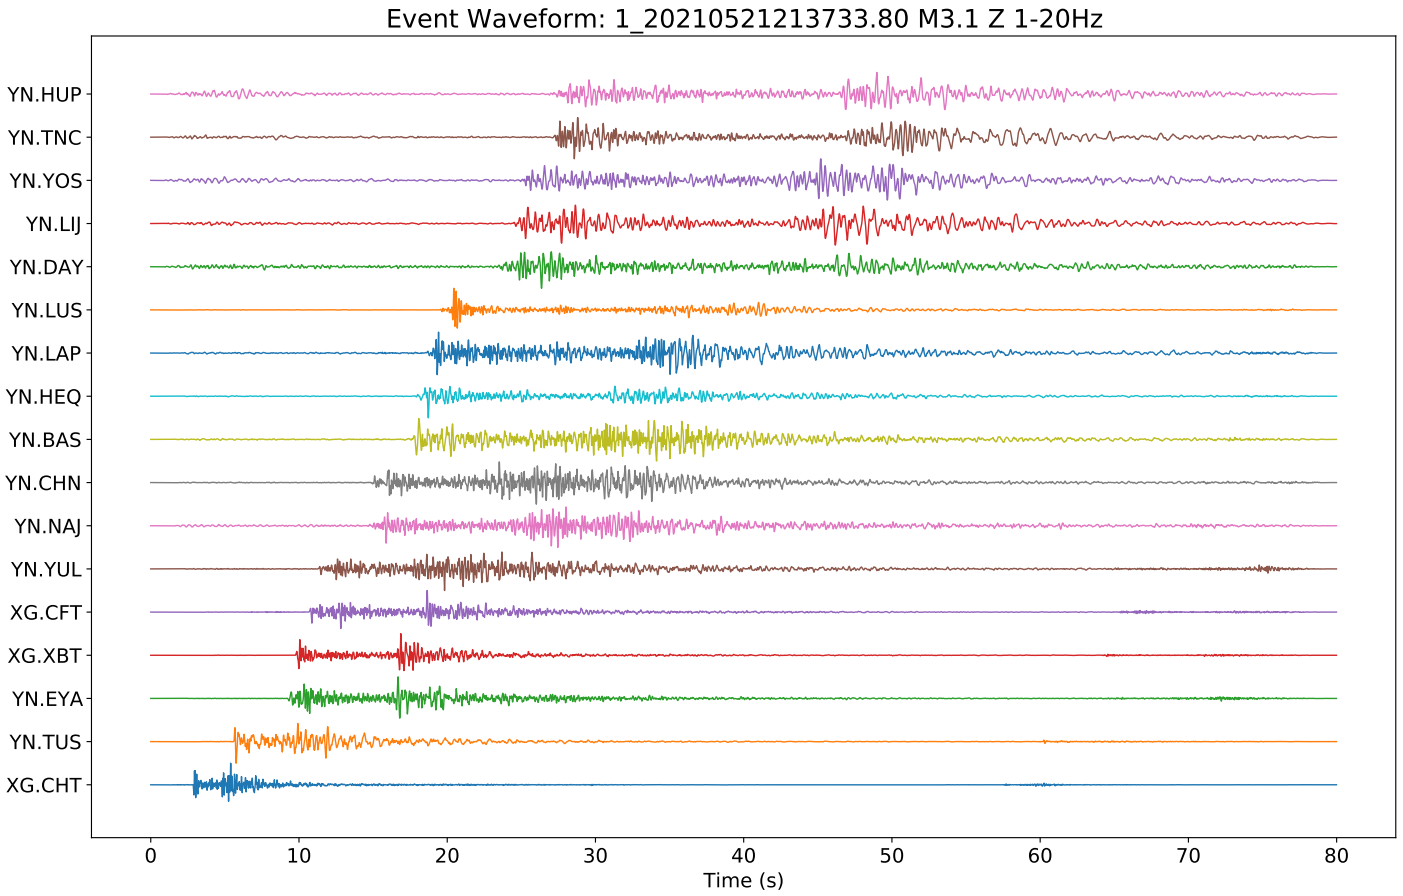 Event Waveform: 1_20210521213733.80 M3.1 Z 1-20Hz
YN.HUP
YN.TNC
YN.YOS
YN.LIJ
YN.DAY
YN.LUS
YN.LAP
YN.HEQ
YN.BAS
YN.CHN
YN.NAJ
YN.YUL
XG.CFT
XG.XBT
YN.EYA
YN.TUS
XG.CHT
0 10 20 30 40 50 60 70 80
Time (s)